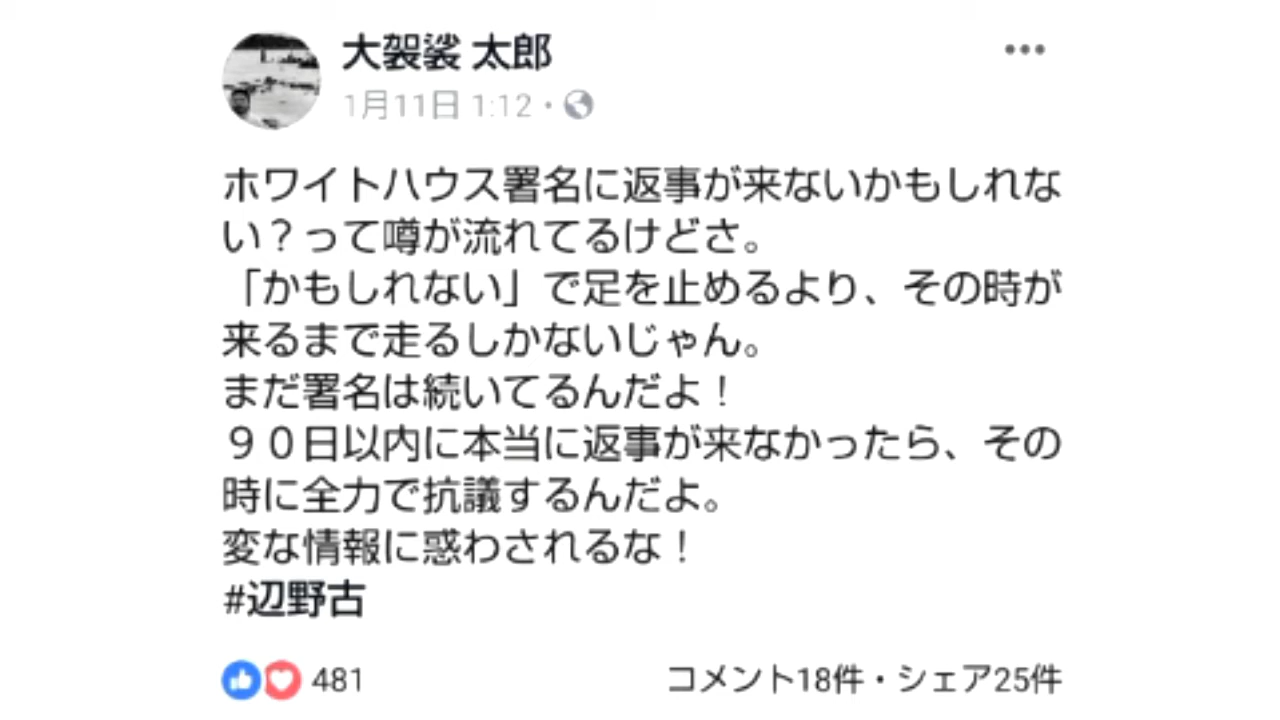 大袈裟 太郎
1月11日 1:12・
ホワイトハウス署名に返事が来ないかもしれな
い？って噂が流れてるけどさ。
「かもしれない」で足を止めるより、その時が
来るまで走るしかないじゃん。
まだ署名は続いてるんだよ！
９０日以内に本当に返事が来なかったら、その
時に全力で抗議するんだよ。
変な情報に惑わされるな！
#辺野古
481
コメント18件・シェア25件